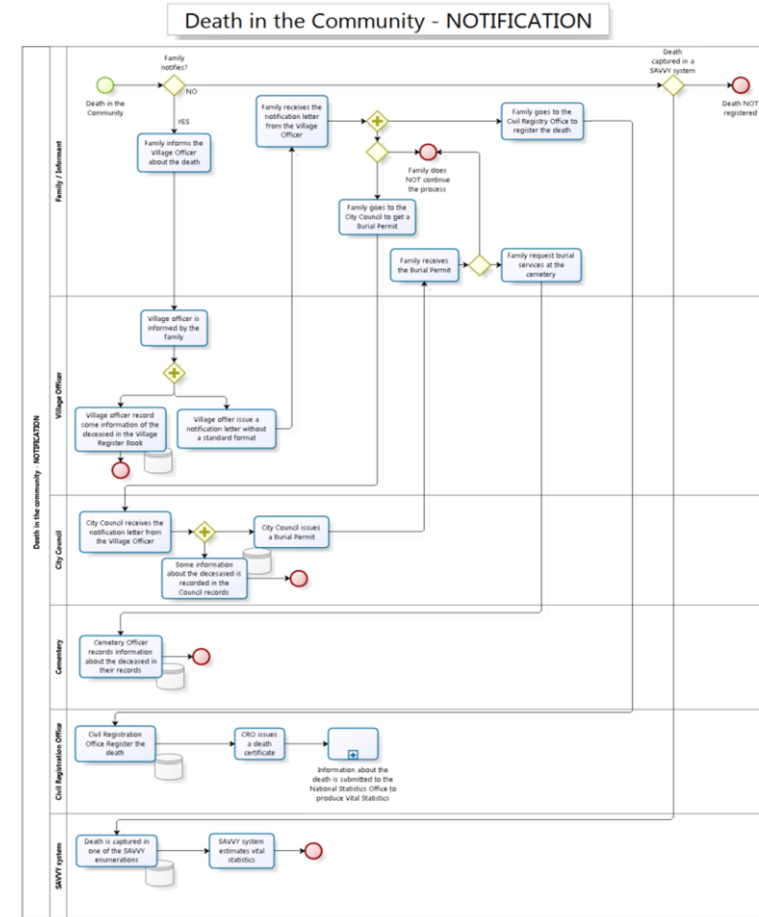 Death in the Community - NOTIFICATION
Family
notifies?
Death
captured in a
SAVVY system
Death in the
Community
NO
Death NOT
registered
YES
Family informs the
Village Officer
about the death
Family receives the
notification letter
from the Village
Officer
Family goes to the
Civil Registry Office to
register the death
Family does
NOT continue
the process
Family goes to the
City Council to get a
Burial Permit
Family receives
the Burial Permit
Family request burial
services at the
cemetery
Family / Informant
Village officer is
informed by the
family
Village officer record
some information of the
deceased in the Village
Register Book
Village offier issue a
notification letter without
a standard format
Village Officer
Death in the community - NOTIFICATION
City Council receives the
notification letter from
the Village Officer
City Council issues
a Burial Permit
Some information
about the decesased is
recorded in the
Council records
City Council
Cemetery Officer
records information
about the deceased in
their records
Cementery
Civil Registration
Office Register the
death
CRO issues
a death
certificate
Information about the
death is submitted to the
National Statistics Office to
produce Vital Statistics
Civil Registration Office
Death is captured in
one of the SAVVY
enumerations
SAVVY system
estimates vital
statistics
SAVVY system